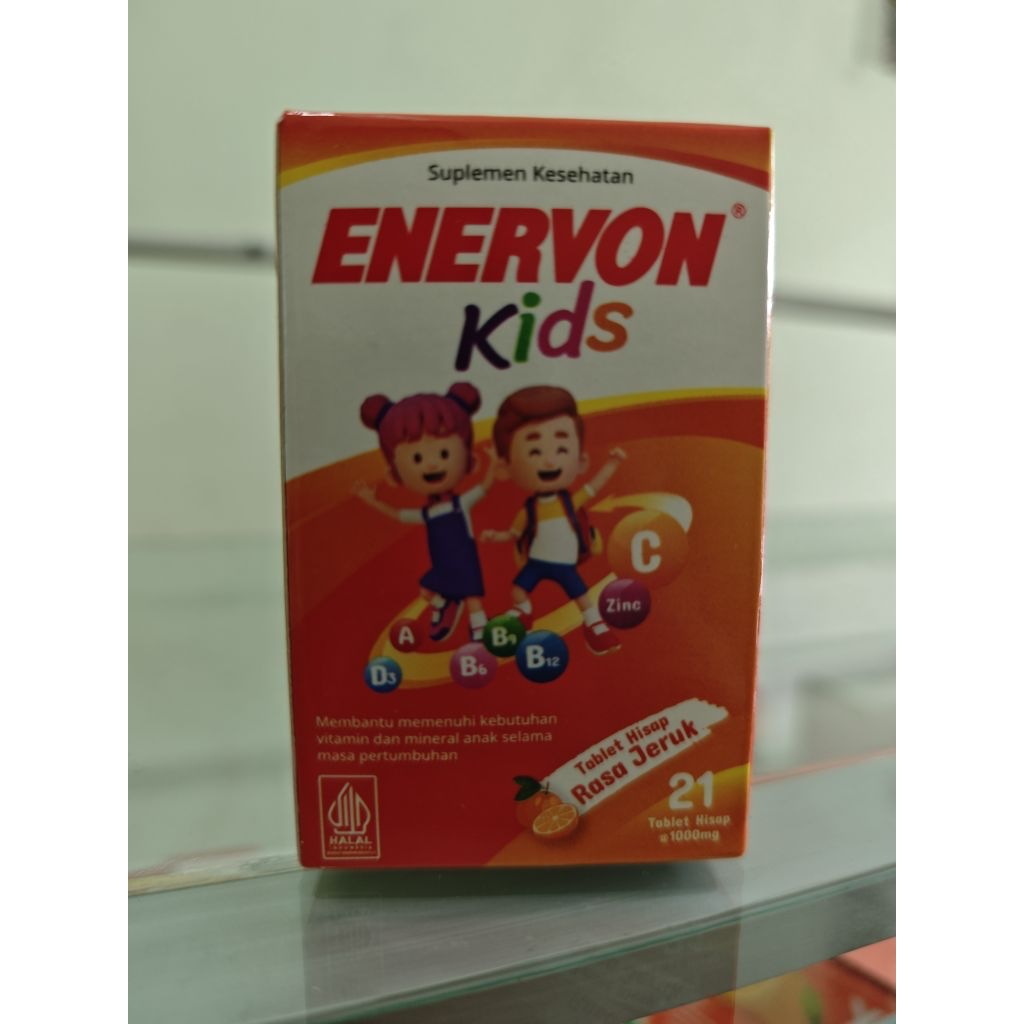 Suplemen Kesehatan
ENERVON®
Kids
C
Zinc
A
B9
B12
B6
D3
Membantu memenuhi kebutuhan
vitamin dan mineral anak selama
masa pertumbuhan
Tablet Hisap
Rasa Jeruk
21
Tablet Hisap
@1000mg
HALAL
INDONESIA